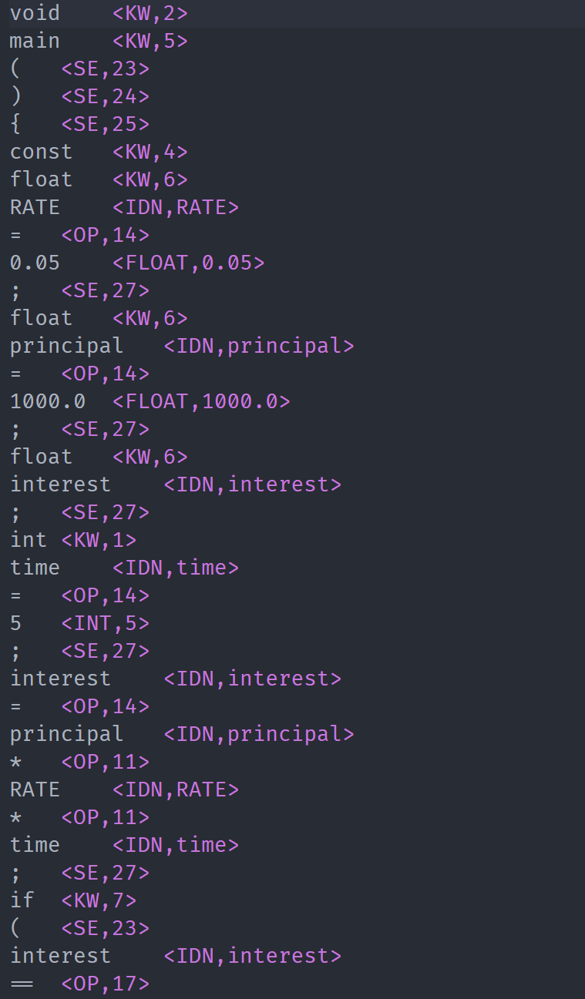 void	<KW,2>
main	<KW,5>
(	<SE,23>
)	<SE,24>
{	<SE,25>
const	<KW,4>
float	<KW,6>
RATE	<IDN,RATE>
=	<OP,14>
0.05	<FLOAT,0.05>
;	<SE,27>
float	<KW,6>
principal	<IDN,principal>
=	<OP,14>
1000.0	<FLOAT,1000.0>
;	<SE,27>
float	<KW,6>
interest	<IDN,interest>
;	<SE,27>
int	<KW,1>
time	<IDN,time>
=	<OP,14>
5	<INT,5>
;	<SE,27>
interest	<IDN,interest>
=	<OP,14>
principal	<IDN,principal>
*	<OP,11>
RATE	<IDN,RATE>
*	<OP,11>
time	<IDN,time>
;	<SE,27>
if	<KW,7>
(	<SE,23>
interest	<IDN,interest>
==	<OP,17>